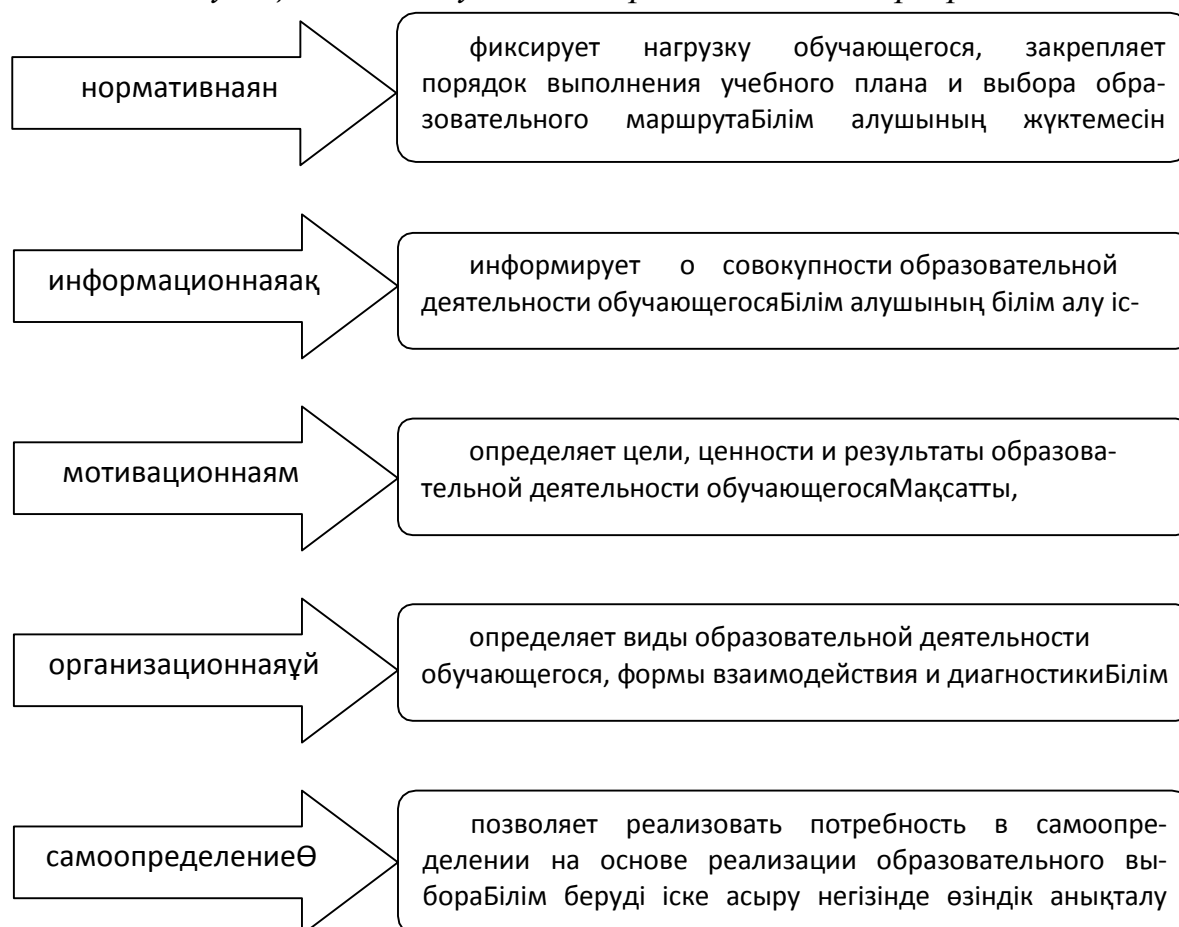 нормативнаян
фиксирует нагрузку обучающегося, закрепляет
порядок выполнения учебного плана и выбора обра-
зовательного маршрутаБілім алушының жүктемесін
информационнаяақ
информирует о совокупности образовательной
деятельности обучающегосяБілім алушының білім алу іс-
мотивационнаям
определяет цели, ценности и результаты образова-
тельной деятельности обучающегосяМақсатты,
организационнаяұй
определяет виды образовательной деятельности
обучающегося, формы взаимодействия и диагностикиБілім
самоопределениеӨ
позволяет реализовать потребность в самоопре-
делении на основе реализации образовательного вы-
бораБілім беруді іске асыру негізінде өзіндік анықталу